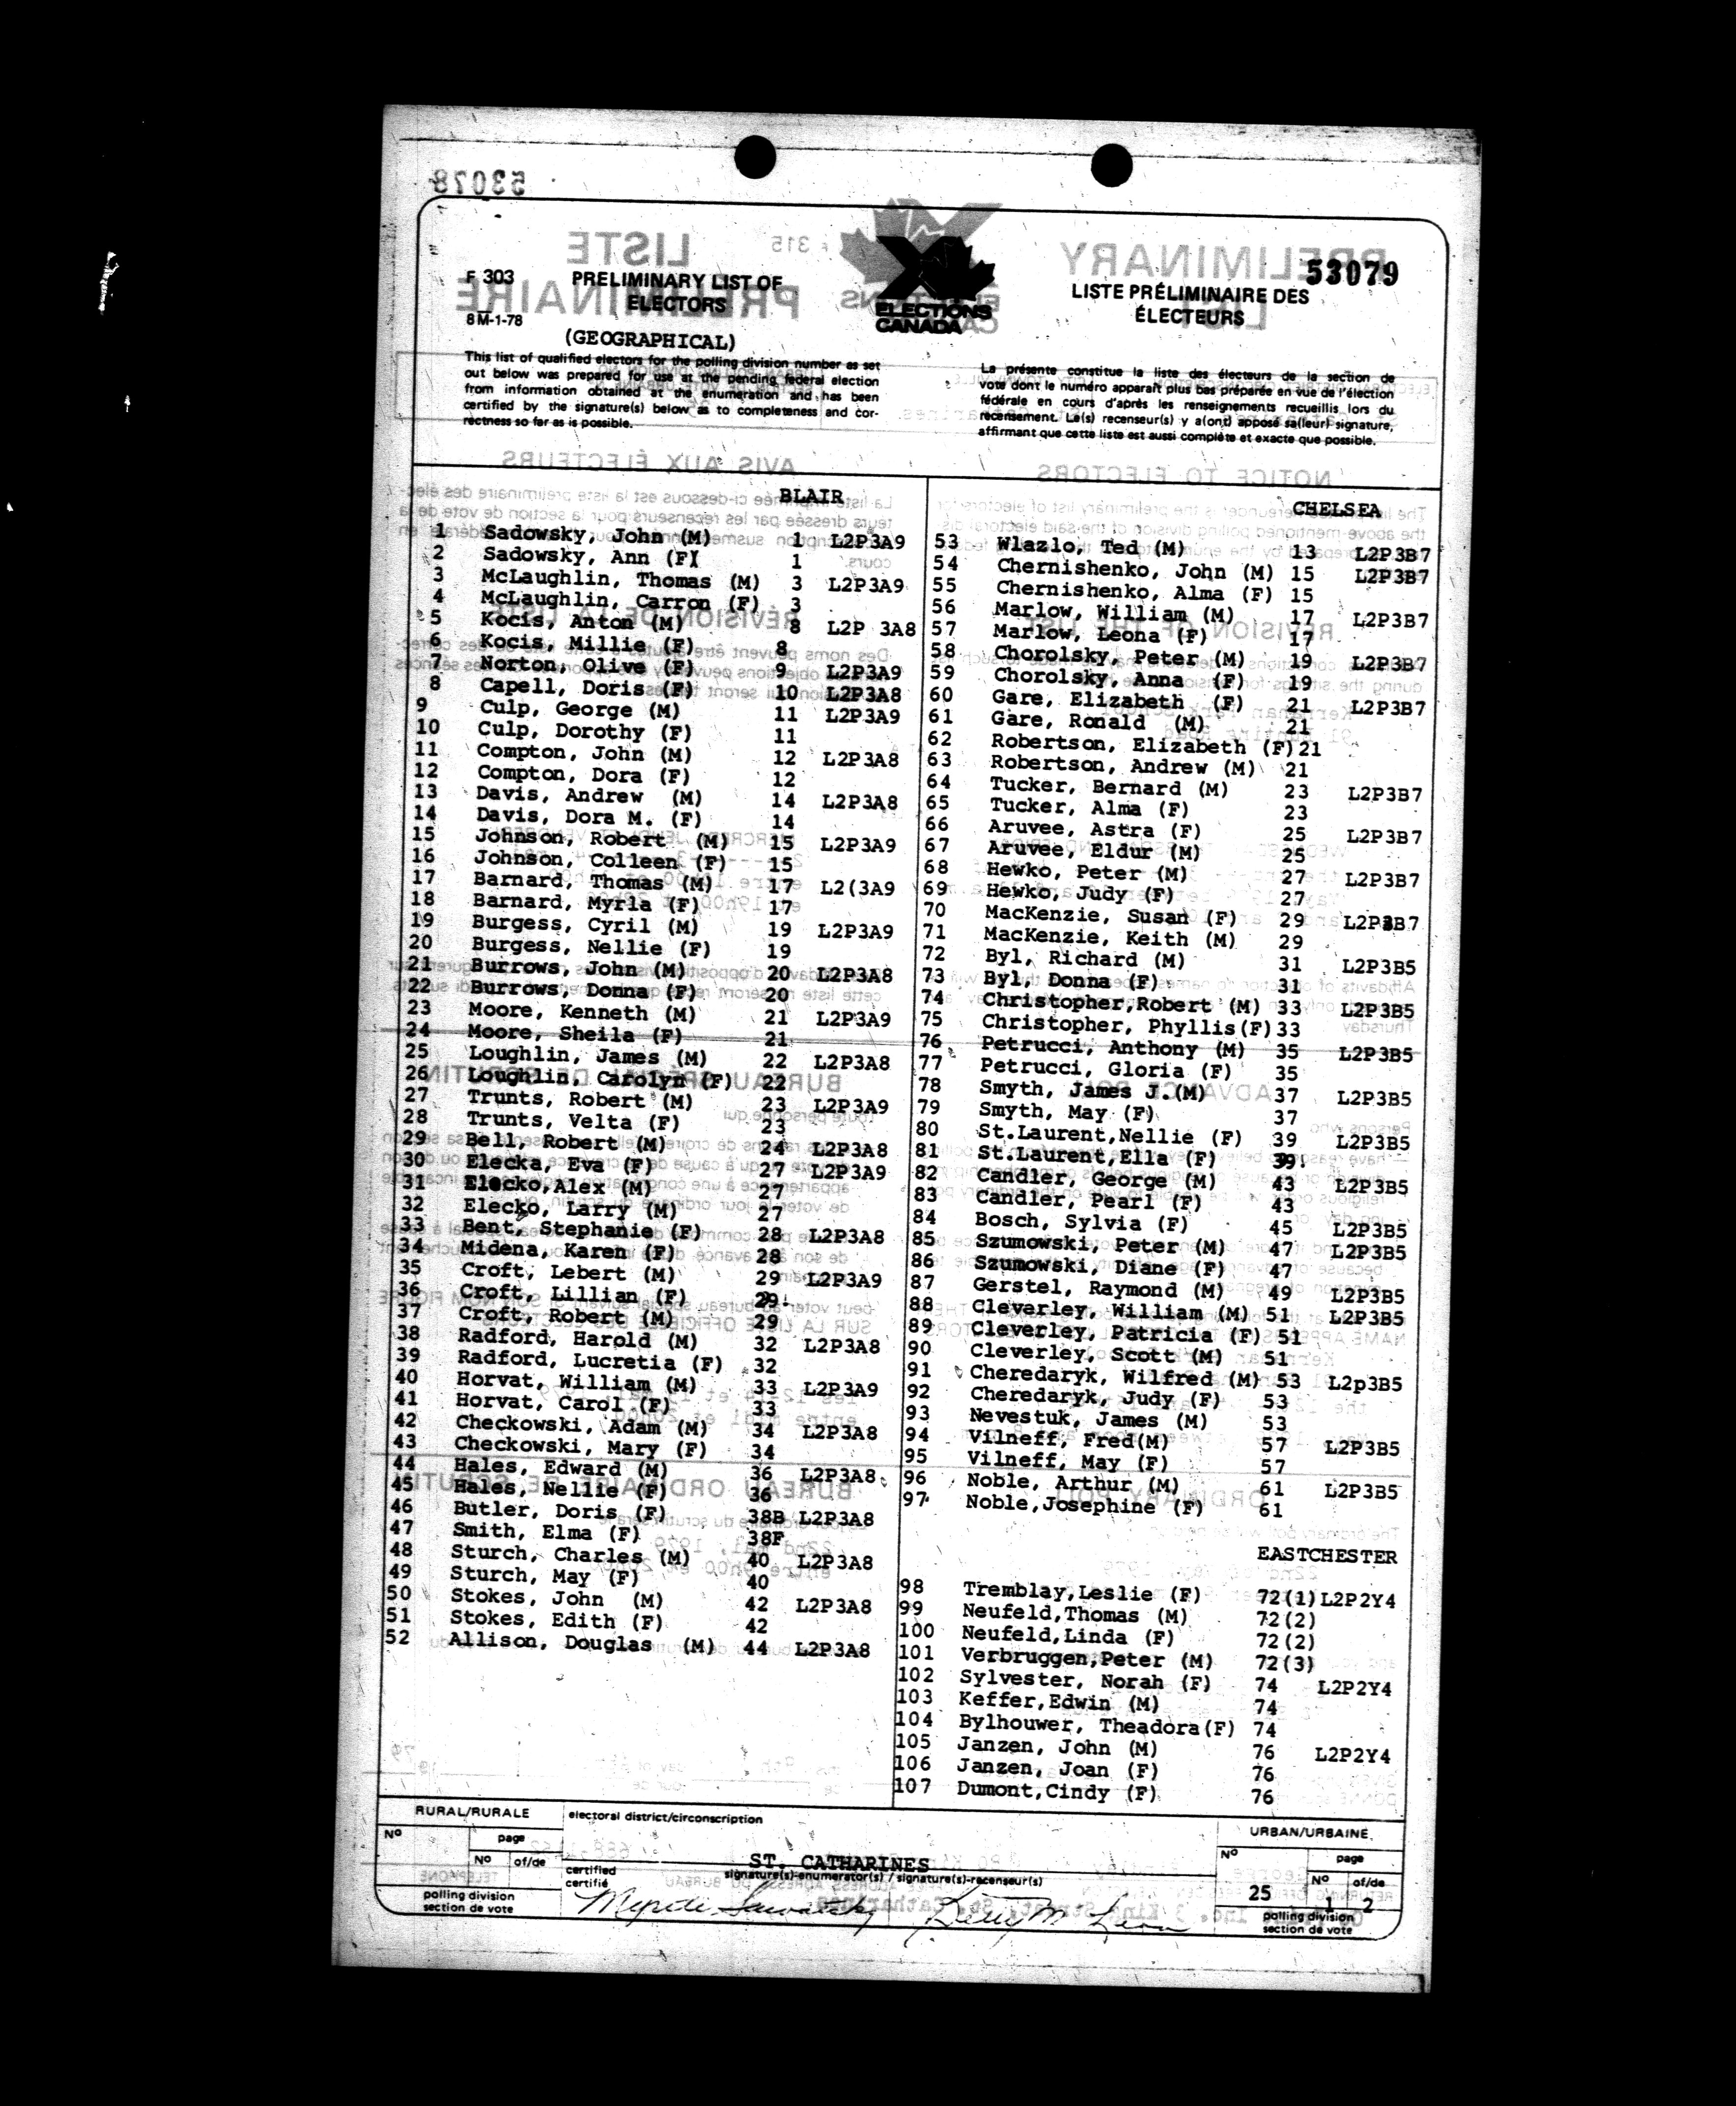 53079
F 303
8M-1-78
PRELIMINARY LIST OF
ELECTORS
(GEOGRAPHICAL)
ELECTIONS
CANADA
LISTE PRÉLIMINAIRE DES
ÉLECTEURS
This list of qualified electors for the polling division number as set
out below was prepared for use at the pending federal election
from information obtained at the enumeration and has been
certified by the signature(s) below as to completeness and cor-
rectness so far as is possible.
La présente constitue la liste des électeurs de la section de
vote dont le numéro apparaît plus bas préparée en vue de l'élection
fédérale en cours d'après les renseignements recueillis lors du
recensement. Le(s) recenseur(s) y a(ont) apposé sa(leur) signature,
affirmant que cette liste est aussi complète et exacte que possible.
BLAIR
1 Sadowsky, John (M) 1 L2P3A9
2 Sadowsky, Ann (F( 1
3 McLaughlin, Thomas (M) 3 L2P3A9
4 McLaughlin, Carron (F) 3
5 Kocis, Anton (M) 8 L2P 3A8
6 Kocis, Millie (F) 8
7 Norton, Olive (F) 9 L2P3A9
8 Capell, Doris (F) 10 L2P3A8
9 Culp, George (M) 11 L2P3A9
10 Culp, Dorothy (F) 11
11 Compton, John (M) 12 L2P3A8
12 Compton, Dora (F) 12
13 Davis, Andrew (M) 14 L2P3A8
14 Davis, Dora M. (F) 14
15 Johnson, Robert (M) 15 L2P3A9
16 Johnson, Colleen (F) 15
17 Barnard, Thomas (M) 17 L2(3A9
18 Barnard, Myrla (F) 17
19 Burgess, Cyril (M) 19 L2P3A9
20 Burgess, Nellie (F) 19
21 Burrows, John (M) 20 L2P3A8
22 Burrows, Donna (F) 20
23 Moore, Kenneth (M) 21 L2P3A9
24 Moore, Sheila (F) 21
25 Loughlin, James (M) 22 L2P3A8
26 Loughlin, Carolyn (F) 22
27 Trunts, Robert (M) 23 L2P3A9
28 Trunts, Velta (F) 23
29 Bell, Robert (M) 24 L2P3A8
30 Elecka, Eva (F) 27 L2P3A9
31 Elecko,Alex (M) 27
32 Elecko, Larry (M) 27
33 Bent, Stephanie (F) 28 L2P3A8
34 Midena, Karen (F) 28
35 Croft, Lebert (M) 29 L2P3A9
36 Croft, Lillian (F) 29
37 Croft, Robert (M) 29
38 Radford, Harold (M) 32 L2P3A8
39 Radford, Lucretia (F) 32
40 Horvat, William (M) 33 L2P3A9
41 Horvat, Carol (F) 33
42 Checkowski, Adam (M) 34 L2P3A8
43 Checkowski, Mary (F) 34
44 Hales, Edward (M) 36 L2P3A8
45 Hales, Nellie (F) 36
46 Butler, Doris (F) 38B L2P3A8
47 Smith, Elma (F) 38F
48 Sturch, Charles (M) 40 L2P3A8
49 Sturch, May (F) 40
50 Stokes, John (M) 42 L2P3A8
51 Stokes, Edith (F) 42
52 Allison, Douglas (M) 44 L2P3A8
CHELSEA
53 Wlazlo, Ted (M) 13 L2P3B7
54 Chernishenko, John (M) 15 L2P3B7
55 Chernishenko, Alma (F) 15
56 Marlow, William (M) 17 L2P3B7
57 Marlow, Leona (F) 17
58 Chorolsky, Peter (M) 19 L2P3B7
59 Chorolsky, Anna (F) 19
60 Gare, Elizabeth (F) 21 L2P3B7
61 Gare, Ronald (M) 21
62 Robertson, Elizabeth (F) 21
63 Robertson, Andrew (M) 21
64 Tucker, Bernard (M) 23 L2P3B7
65 Tucker, Alma (F) 23
66 Aruvee, Astra (F) 25 L2P3B7
67 Aruvee, Eldur (M) 25
68 Hewko, Peter (M) 27 L2P3B7
69 Hewko, Judy (F) 27
70 MacKenzie, Susan (F) 29 L2P3B7
71 MacKenzie, Keith (M) 29
72 Byl, Richard (M) 31 L2P3B5
73 Byl, Donna (F) 31
74 Christopher,Robert (M) 33 L2P3B5
75 Christopher, Phyllis(F) 33
76 Petrucci, Anthony (M) 35 L2P3B5
77 Petrucci, Gloria (F) 35
78 Smyth, James J.(M) 37 L2P3B5
79 Smyth, May (F) 37
80 St.Laurent,Nellie (F) 39 L2P3B5
81 St.Laurent,Ella (F) 39
82 Candler, George (M) 43 L2P3B5
83 Candler, Pearl (F) 43
84 Bosch, Sylvia (F) 45 L2P3B5
85 Szumowski, Peter (M) 47 L2P3B5
86 Szumowski, Diane (F) 47
87 Gerstel, Raymond (M) 49 L2P3B5
88 Cleverley, William (M) 51 L2P3B5
89 Cleverley, Patricia (F) 51
90 Cleverley, Scott (M) 51
91 Cheredaryk, Wilfred (M) 53 L2p3B5
92 Cheredaryk, Judy (F) 53
93 Nevestuk, James (M) 53
94 Vilneff, Fred(M) 57 L2P3B5
95 Vilneff, May (F) 57
96 Noble, Arthur (M) 61 L2P3B5
97 Noble,Josephine (F) 61
EASTCHESTER
98 Tremblay,Leslie (F) 72(1) L2P2Y4
99 Neufeld,Thomas (M) 72(2)
100 Neufeld,Linda (F) 72(2)
101 Verbruggen,Peter (M) 72(3)
102 Sylvester, Norah (F) 74 L2P2Y4
103 Keffer,Edwin (M) 74
104 Bylhouwer, Theadora(F) 74
105 Janzen, John (M) 76 L2P2Y4
106 Janzen, Joan (F) 76
107 Dumont,Cindy (F) 76
RURAL/RURALE
Nº
page
Nº of/de
polling division
section de vote
electoral district/circonscription
ST. CATHARINES
certified
certifié
signature(s)-enumerator(s) / signature(s)-recenseur(s)
URBAN/URBAINE
Nº
page
Nº of/de
25 1 2
polling division
section de vote